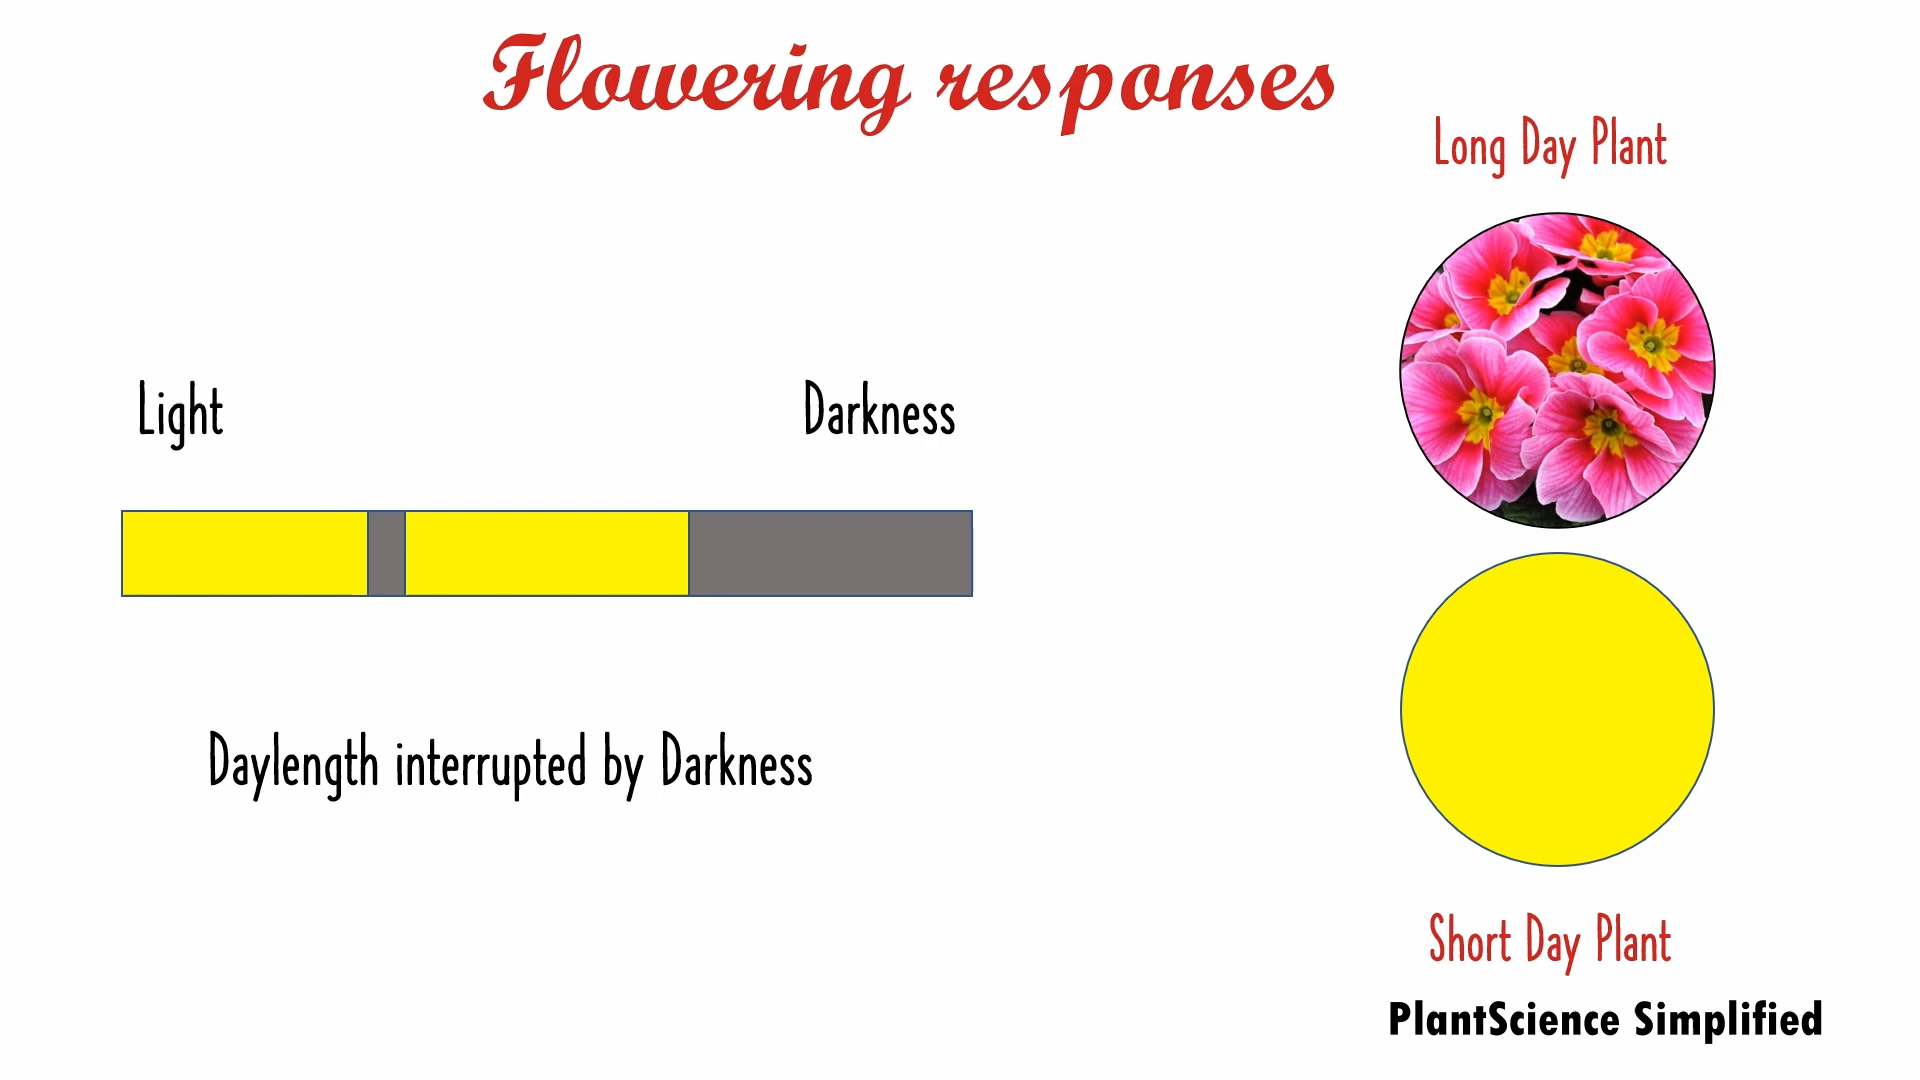 Flowering responses
Long Day Plant
Light
Darkness
Daylength interrupted by Darkness
Short Day Plant
PlantScience Simplified